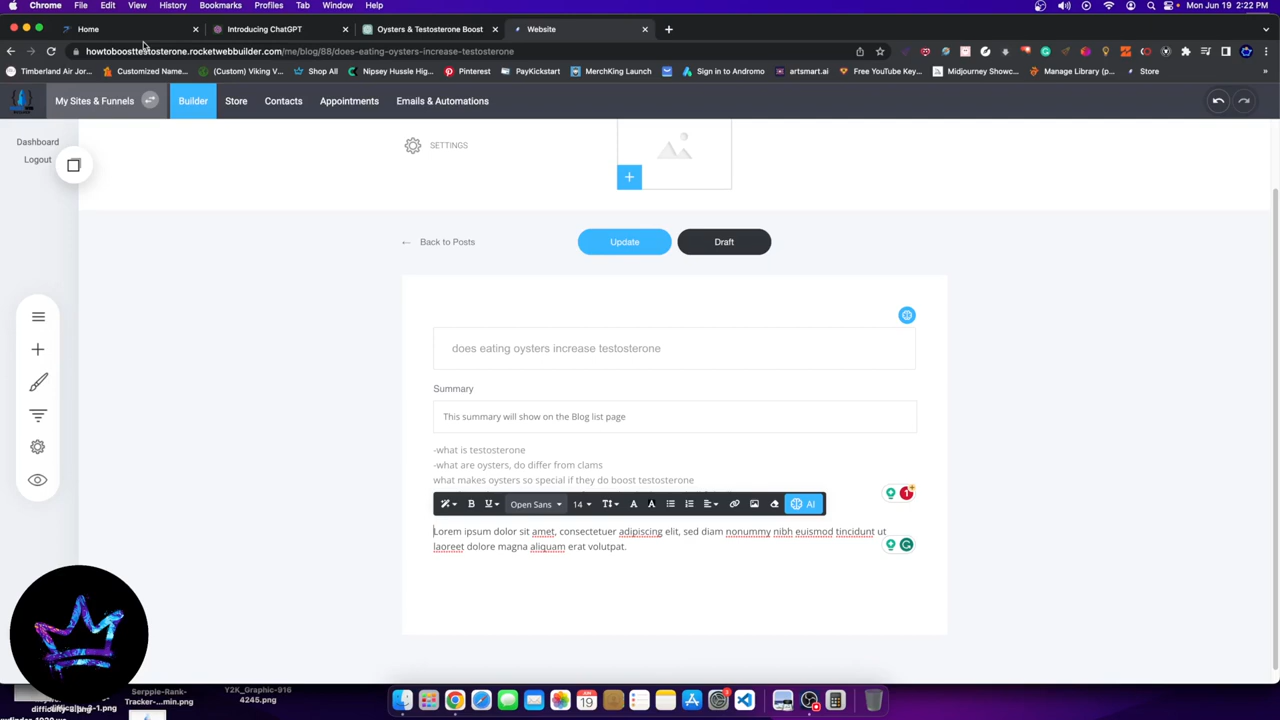 Chrome File Edit View History Bookmarks Profiles Tab Window Help
Mon Jun 19 2:22 PM
Home
Introducing ChatGPT
Oysters & Testosterone Boost
Website
howtoboosttestosterone.rocketwebbuilder.com/me/blog/88/does-eating-oysters-increase-testosterone
Timberland Air Jor...
Customized Name...
(Custom) Viking V...
Shop All
Nipsey Hussle Hig...
Pinterest
PayKickstart
MerchKing Launch
Sign in to Andromo
artsmart.ai
Free YouTube Key...
Midjourney Showc...
Manage Library (p...
Store
My Sites & Funnels
Builder
Store
Contacts
Appointments
Emails & Automations
Dashboard
Logout
SETTINGS
← Back to Posts
Update
Draft
does eating oysters increase testosterone
Summary
This summary will show on the Blog list page
-what is testosterone
-what are oysters, do differ from clams
what makes oysters so special if they do boost testosterone
Open Sans
14
AI
Lorem ipsum dolor sit amet, consectetuer adipiscing elit, sed diam nonummy nibh euismod tincidunt ut
laoreet dolore magna aliquam erat volutpat.
1
Serpple-Rank-
Tracker-...min.png
Y2K_Graphic-916
4245.png
JUN
19